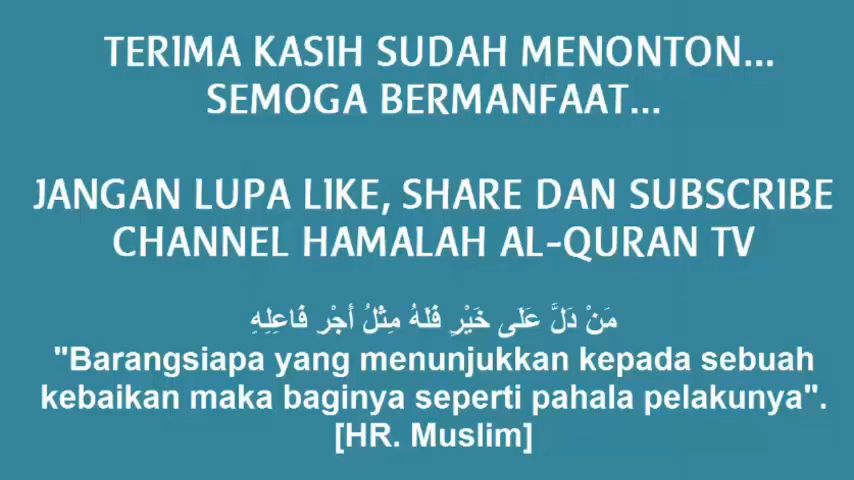 TERIMA KASIH SUDAH MENONTON...
SEMOGA BERMANFAAT...
JANGAN LUPA LIKE, SHARE DAN SUBSCRIBE
CHANNEL HAMALAH AL-QURAN TV
مَنْ دَلَّ عَلَى خَيْرٍ فَلَهُ مِثْلُ أَجْرِ فَاعِلِهِ
"Barangsiapa yang menunjukkan kepada sebuah
kebaikan maka baginya seperti pahala pelakunya".
[HR. Muslim]